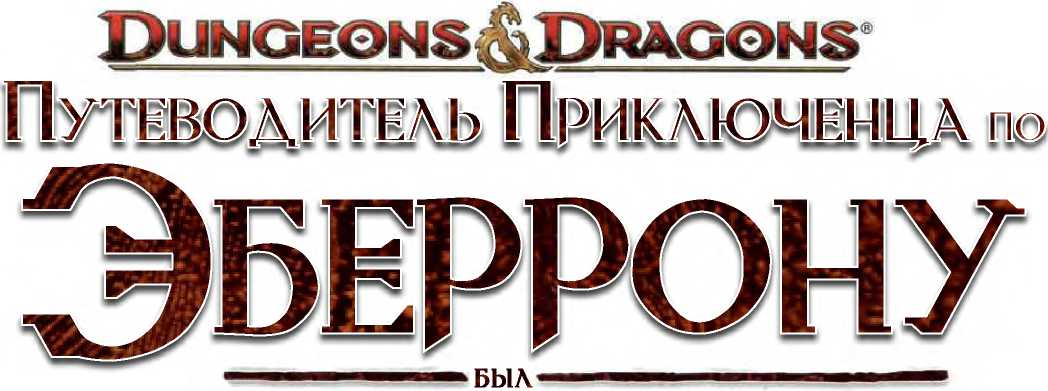 DUNGEONS & DRAGONS®
ПУТЕВОДИТЕЛЬ ПРИКЛЮЧЕНЦА ПО
ЭБЕРРОНУ
БЫЛ